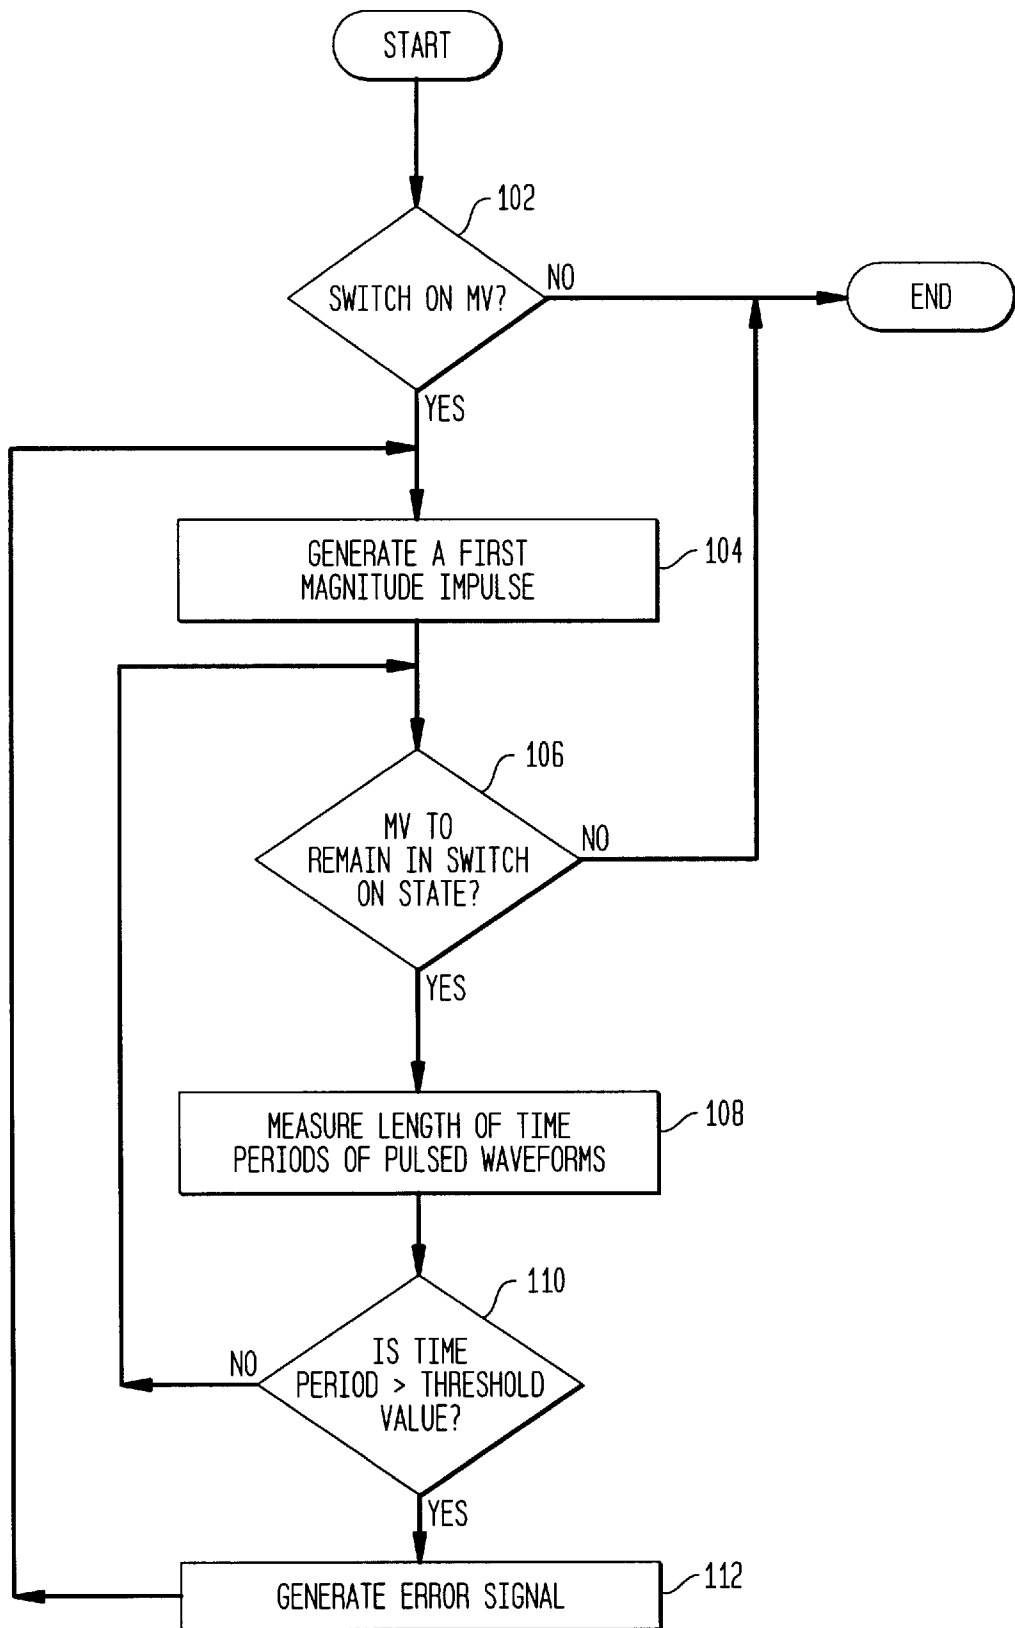 START
102
SWITCH ON MV?
NO
END
YES
GENERATE A FIRST
MAGNITUDE IMPULSE
104
106
MV TO
REMAIN IN SWITCH
ON STATE?
NO
YES
MEASURE LENGTH OF TIME
PERIODS OF PULSED WAVEFORMS
108
110
IS TIME
PERIOD > THRESHOLD
VALUE?
NO
YES
GENERATE ERROR SIGNAL
112